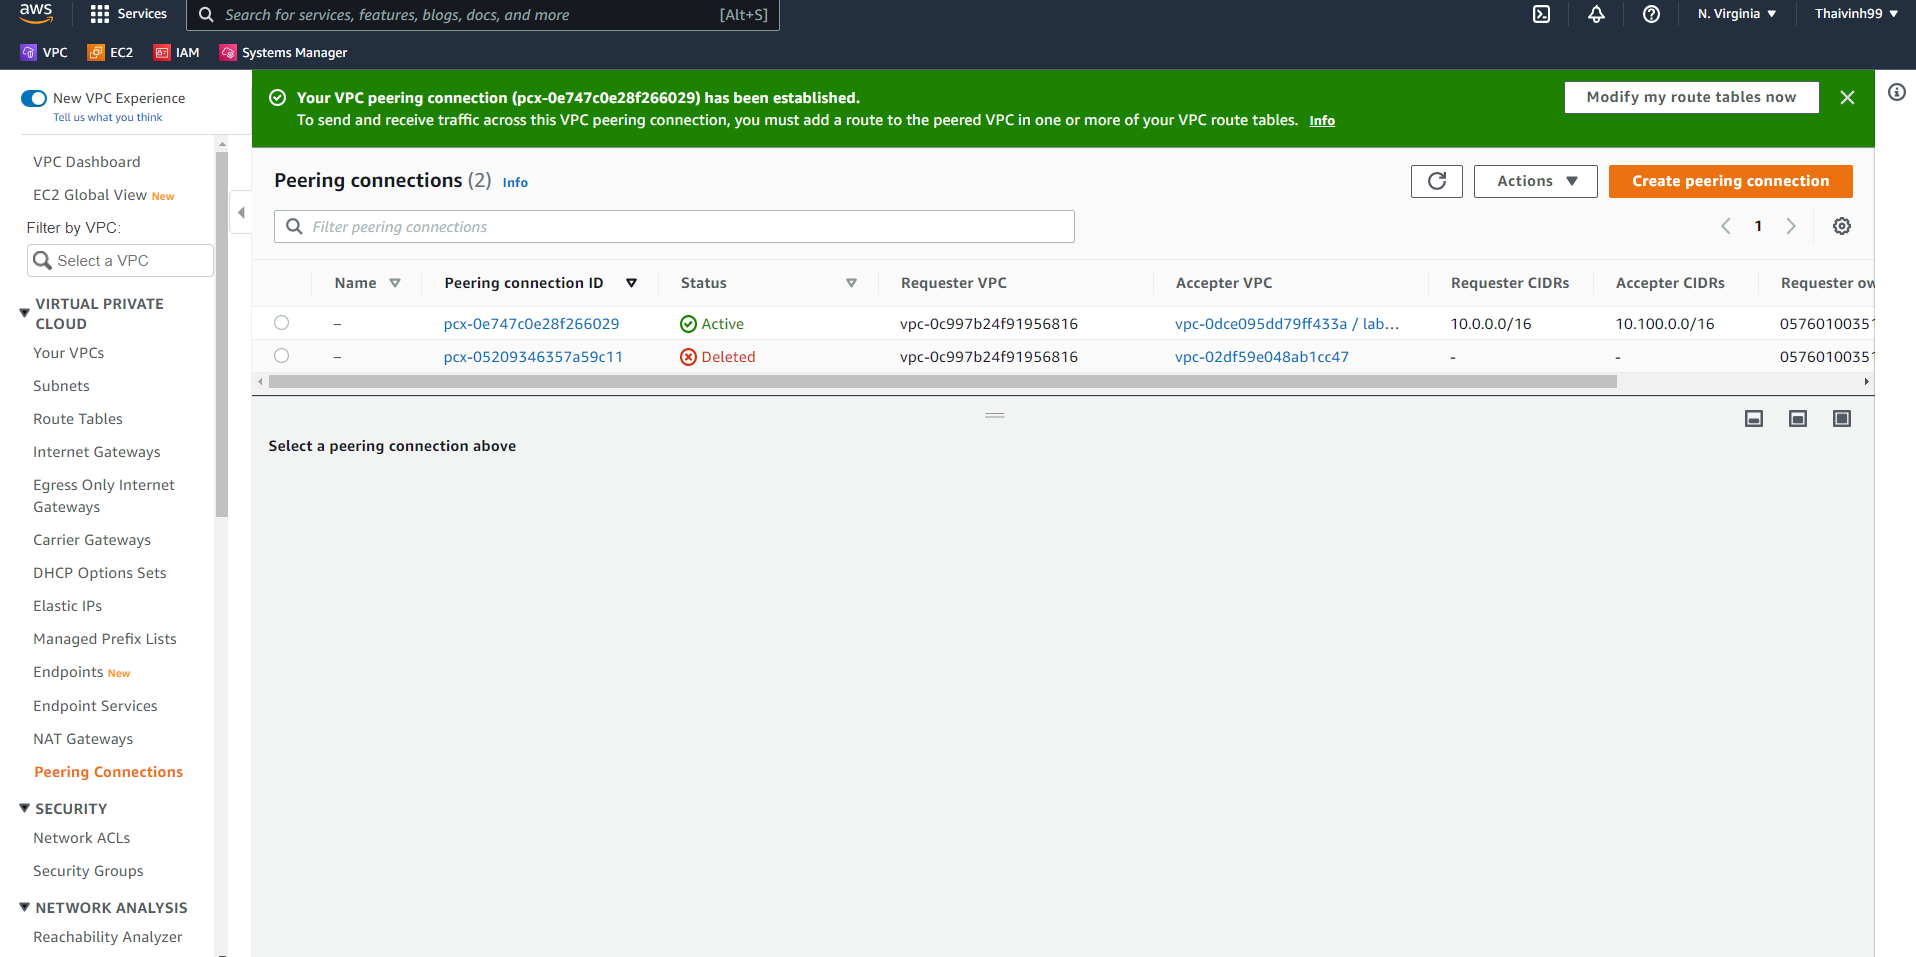 aws
Services
Search for services, features, blogs, docs, and more
[Alt+S]
N. Virginia
Thaivinh99
VPC
EC2
IAM
Systems Manager
New VPC Experience
Tell us what you think
VPC Dashboard
EC2 Global View New
Filter by VPC:
Select a VPC
VIRTUAL PRIVATE
CLOUD
Your VPCs
Subnets
Route Tables
Internet Gateways
Egress Only Internet
Gateways
Carrier Gateways
DHCP Options Sets
Elastic IPs
Managed Prefix Lists
Endpoints New
Endpoint Services
NAT Gateways
Peering Connections
SECURITY
Network ACLs
Security Groups
NETWORK ANALYSIS
Reachability Analyzer
Your VPC peering connection (pcx-0e747c0e28f266029) has been established.
To send and receive traffic across this VPC peering connection, you must add a route to the peered VPC in one or more of your VPC route tables. Info
Modify my route tables now
Peering connections (2) Info
Actions
Create peering connection
Filter peering connections
1
Name Peering connection ID Status Requester VPC Accepter VPC Requester CIDRs Accepter CIDRs Requester ow
– pcx-0e747c0e28f266029 Active vpc-0c997b24f91956816 vpc-0dce095dd79ff433a / lab... 10.0.0.0/16 10.100.0.0/16 05760100351
– pcx-05209346357a59c11 Deleted vpc-0c997b24f91956816 vpc-02df59e048ab1cc47 - - 05760100351
Select a peering connection above